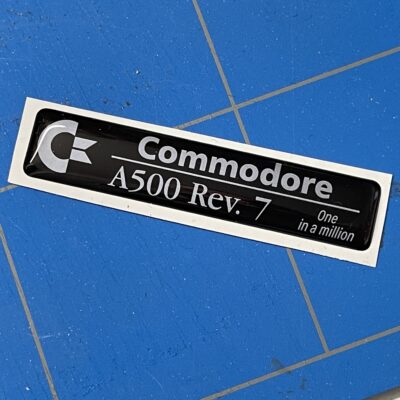 Commodore
A500 Rev. 7
One
in a million